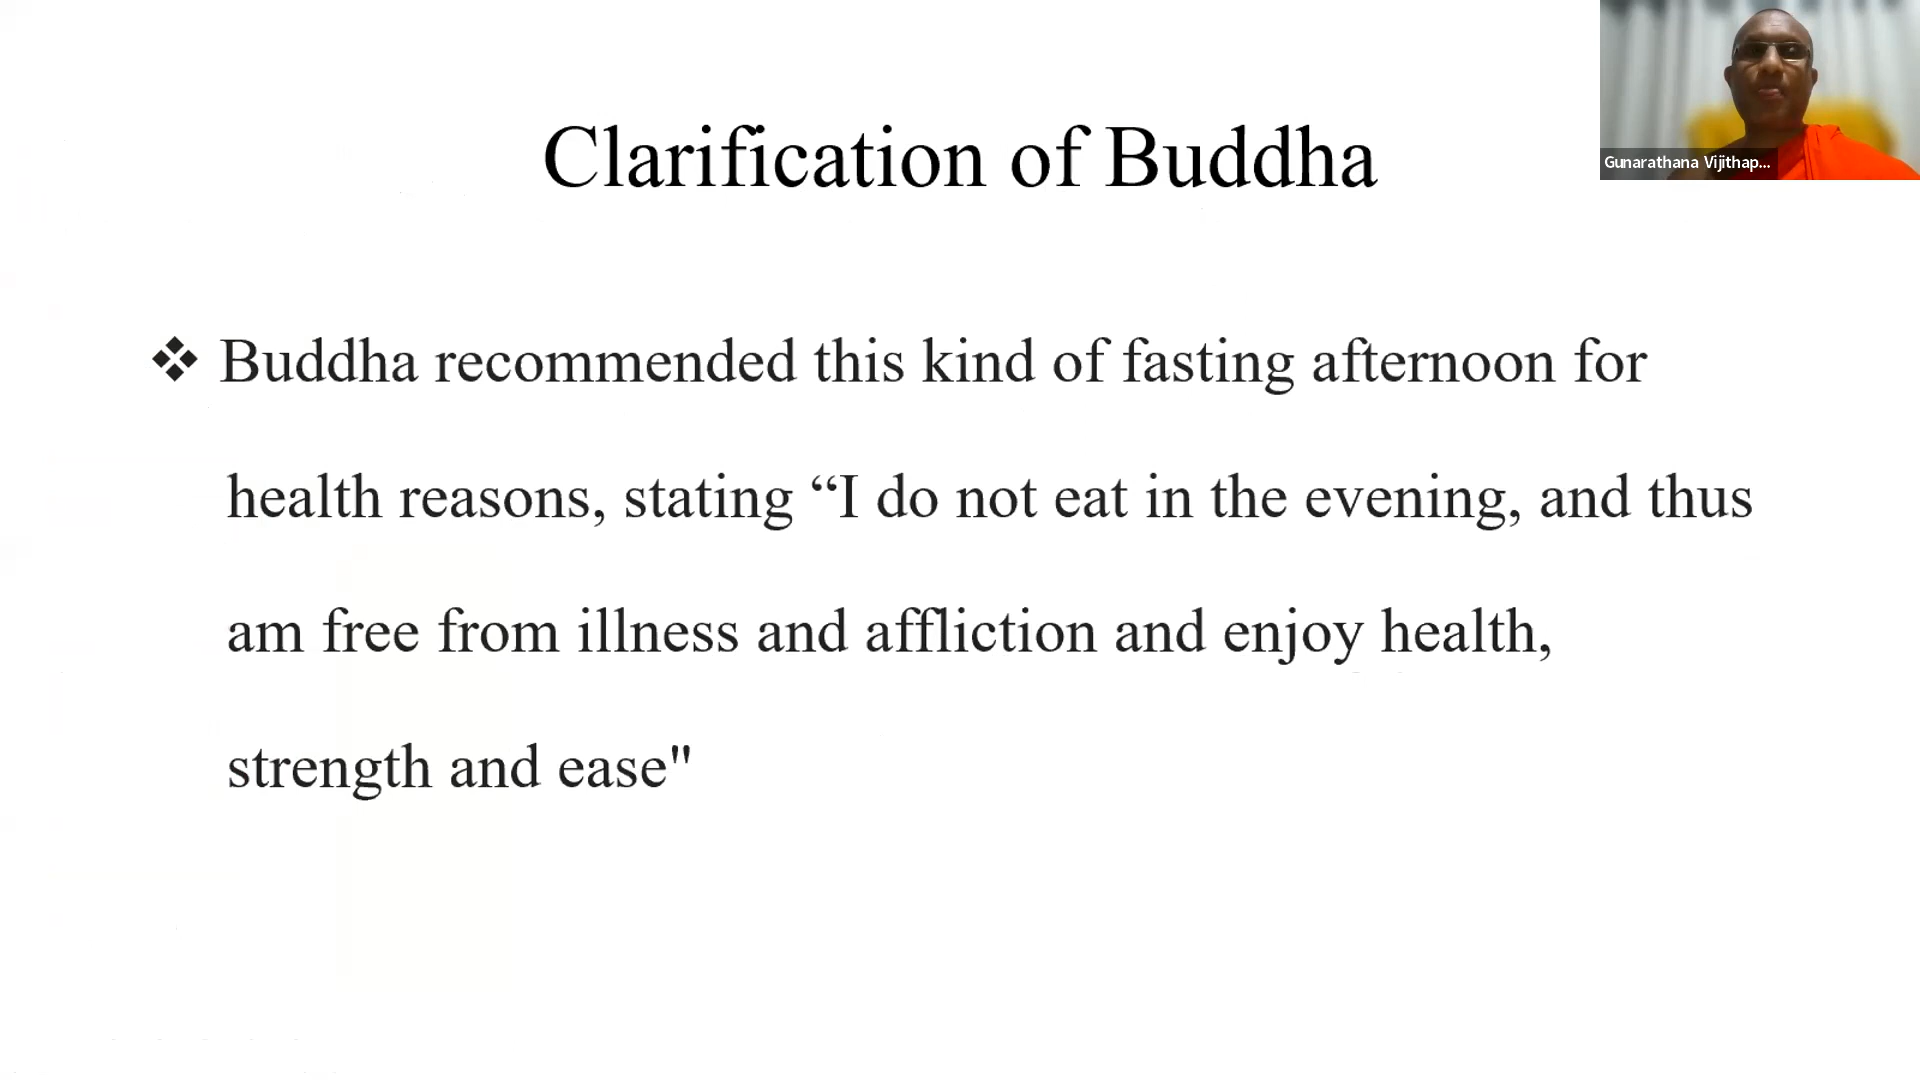 Gunarathana Vijithap...
Clarification of Buddha
❖ Buddha recommended this kind of fasting afternoon for
health reasons, stating “I do not eat in the evening, and thus
am free from illness and affliction and enjoy health,
strength and ease"